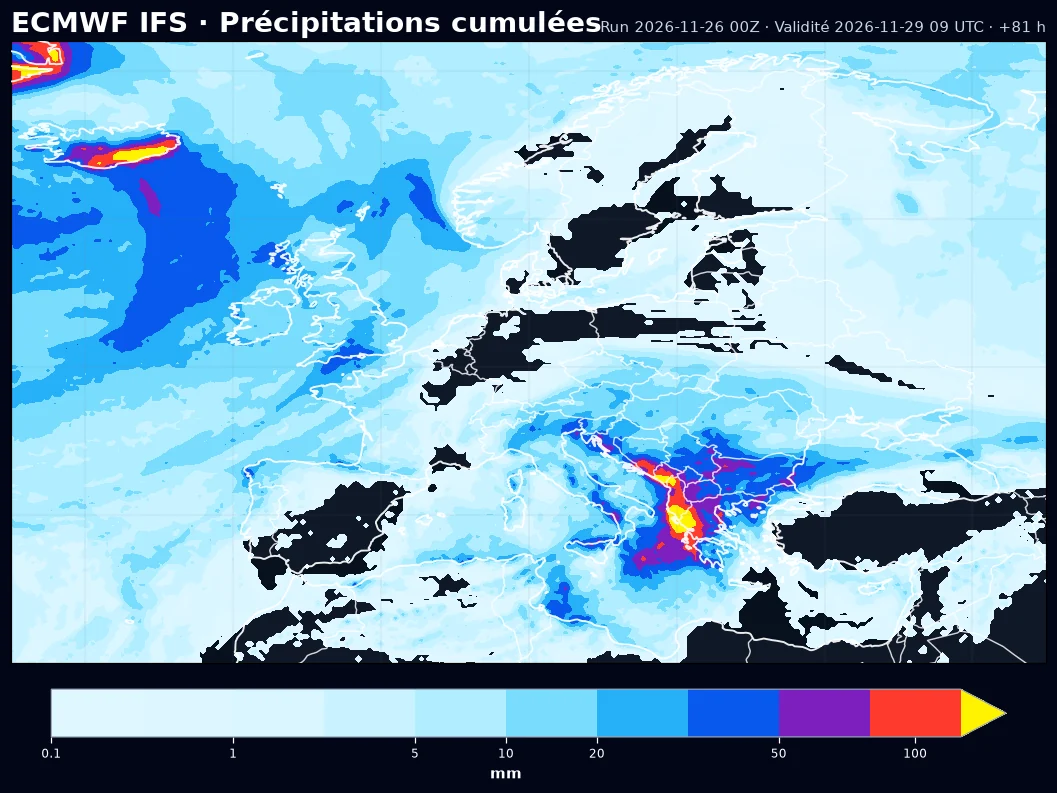 ECMWF IFS · Précipitations cumulées
Run 2026-11-26 00Z · Validité 2026-11-29 09 UTC · +81 h
0.1 1 5 10 20 50 100
mm